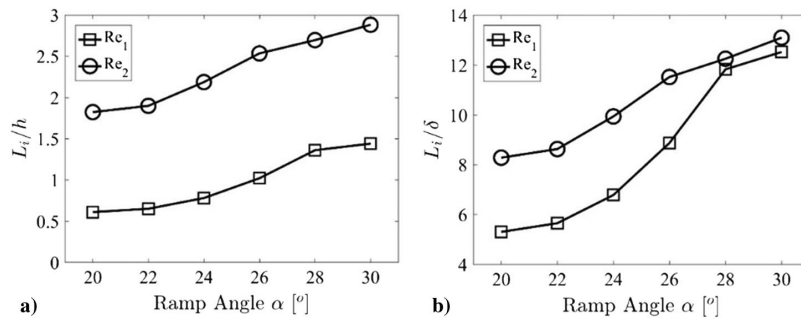 3
2.5
2
1.5
1
0.5
0
L_i/h
Re_1
Re_2
20 22 24 26 28 30
a) Ramp Angle α [°]
14
12
10
8
6
4
L_i/δ
Re_1
Re_2
20 22 24 26 28 30
b) Ramp Angle α [°]